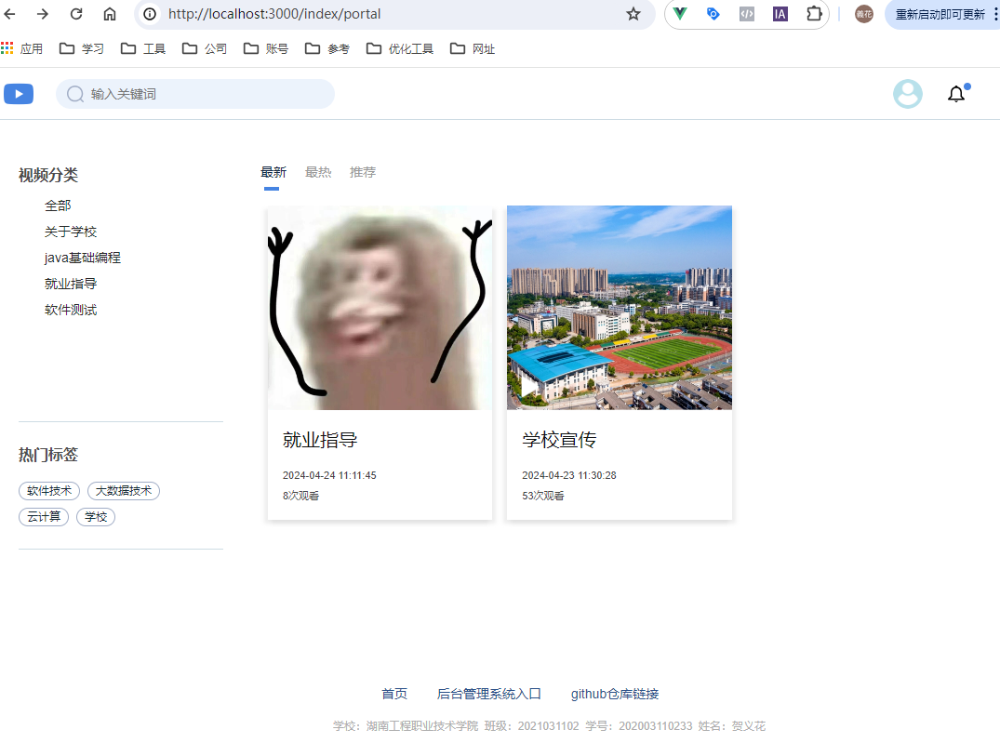 http://localhost:3000/index/portal
IA
義花
重新启动即可更新
应用 学习 工具 公司 账号 参考 优化工具 网址
输入关键词
视频分类
全部
关于学校
java基础编程
就业指导
软件测试
热门标签
软件技术 大数据技术
云计算 学校
最新 最热 推荐
就业指导
2024-04-24 11:11:45
8次观看
学校宣传
2024-04-23 11:30:28
53次观看
首页 后台管理系统入口 github仓库链接
学校：湖南工程职业技术学院 班级：2021031102 学号：202003110233 姓名：贺义花